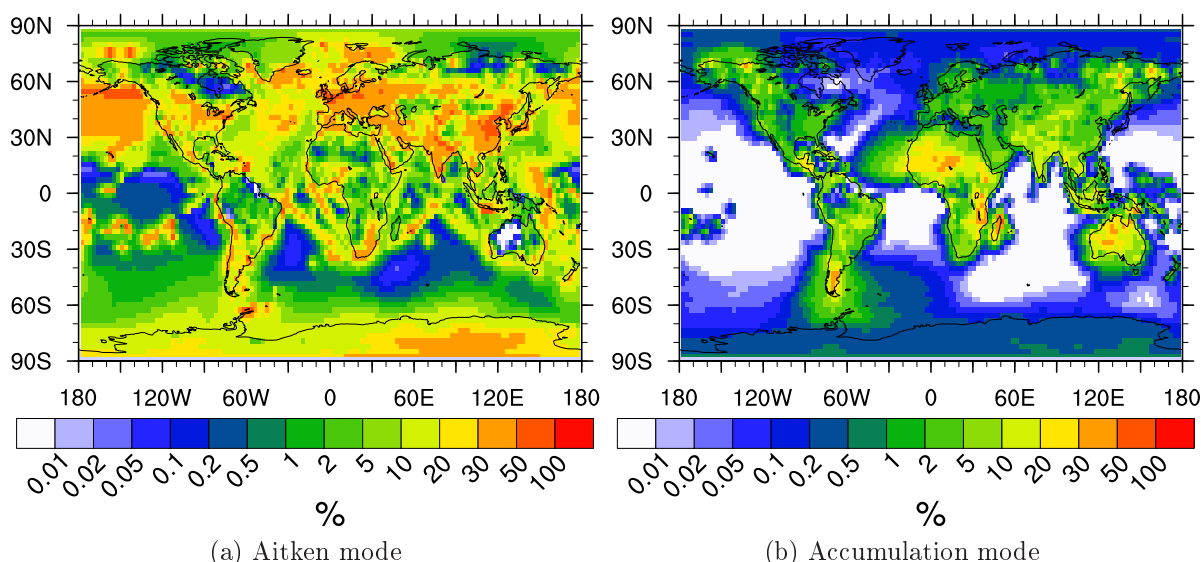 90N
60N
30N
0
30S
60S
90S
180 120W 60W 0 60E 120E 180
0.01 0.02 0.05 0.1 0.2 0.5 1 2 5 10 20 30 50 100
%
(a) Aitken mode
90N
60N
30N
0
30S
60S
90S
180 120W 60W 0 60E 120E 180
0.01 0.02 0.05 0.1 0.2 0.5 1 2 5 10 20 30 50 100
%
(b) Accumulation mode